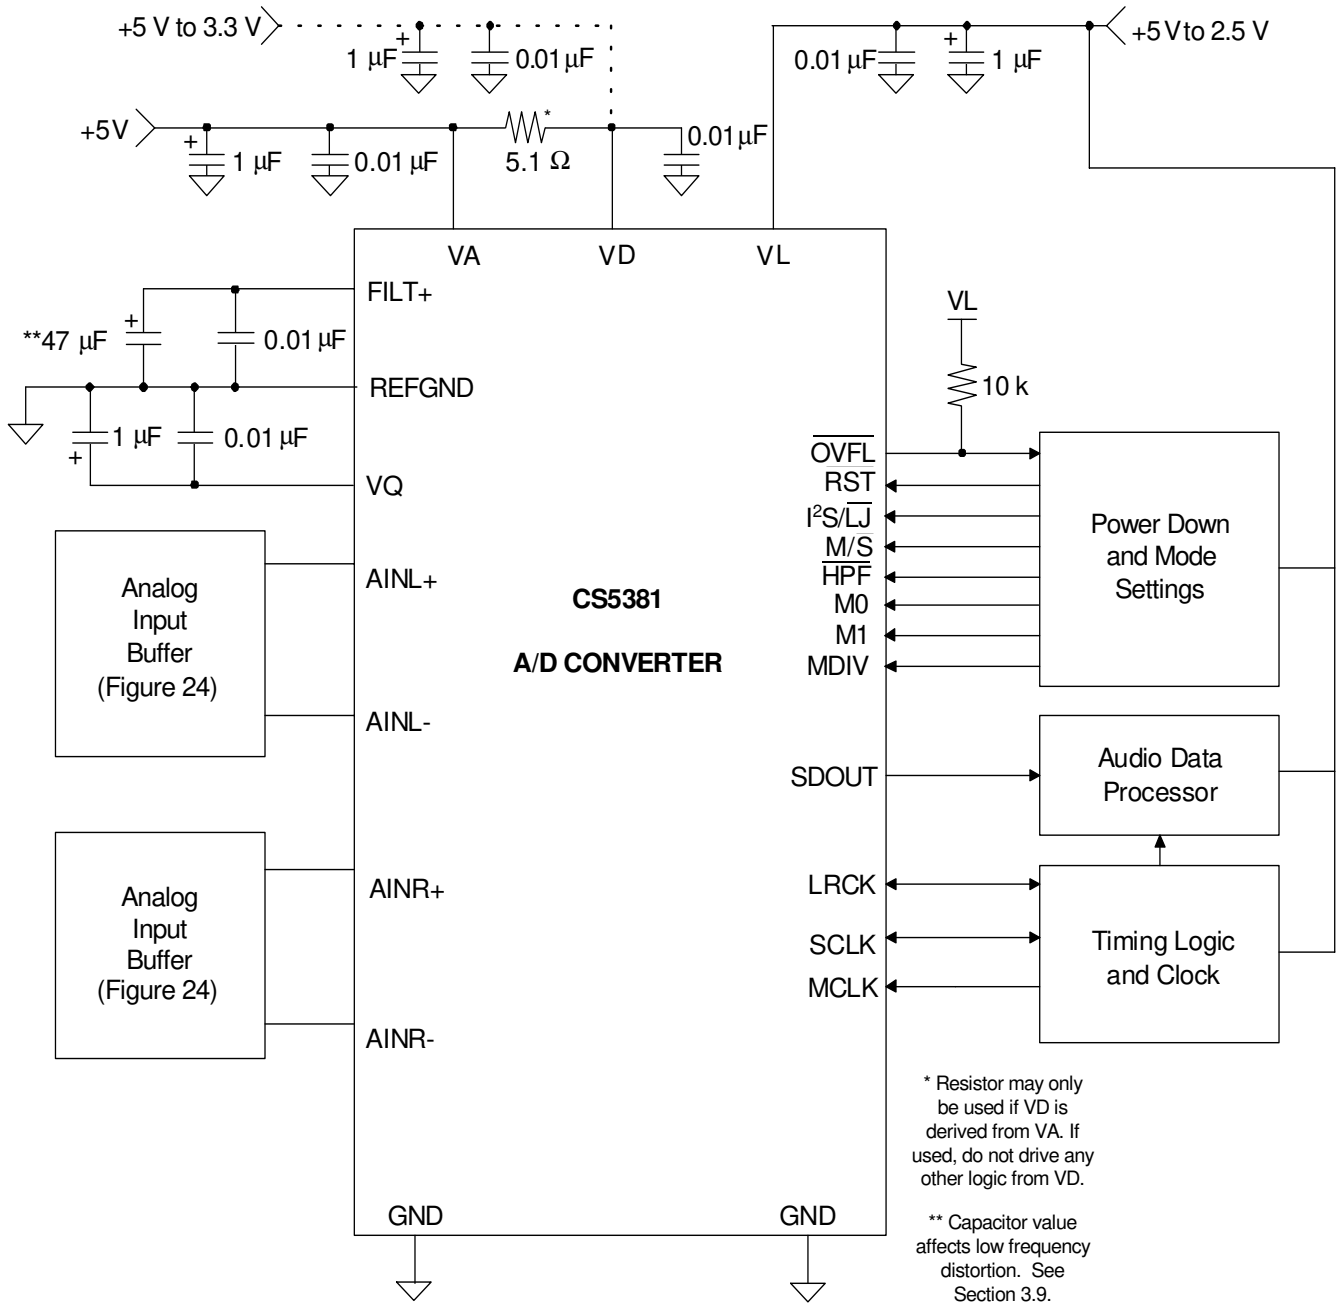 +5 V to 3.3 V
+
1 µF
0.01 µF
0.01 µF
+
1 µF
+5 V to 2.5 V
+5 V
+
1 µF
0.01 µF
*
5.1 Ω
0.01 µF
VA
VD
VL
FILT+
+
**47 µF
0.01 µF
REFGND
1 µF
+
0.01 µF
VQ
VL
10 k
OVFL
RST
I²S/LJ
M/S
HPF
M0
M1
MDIV
Power Down
and Mode
Settings
Analog
Input
Buffer
(Figure 24)
AINL+
AINL-
CS5381
A/D CONVERTER
SDOUT
Audio Data
Processor
Analog
Input
Buffer
(Figure 24)
AINR+
AINR-
LRCK
SCLK
MCLK
Timing Logic
and Clock
* Resistor may only
be used if VD is
derived from VA. If
used, do not drive any
other logic from VD.
GND
GND
** Capacitor value
affects low frequency
distortion. See
Section 3.9.